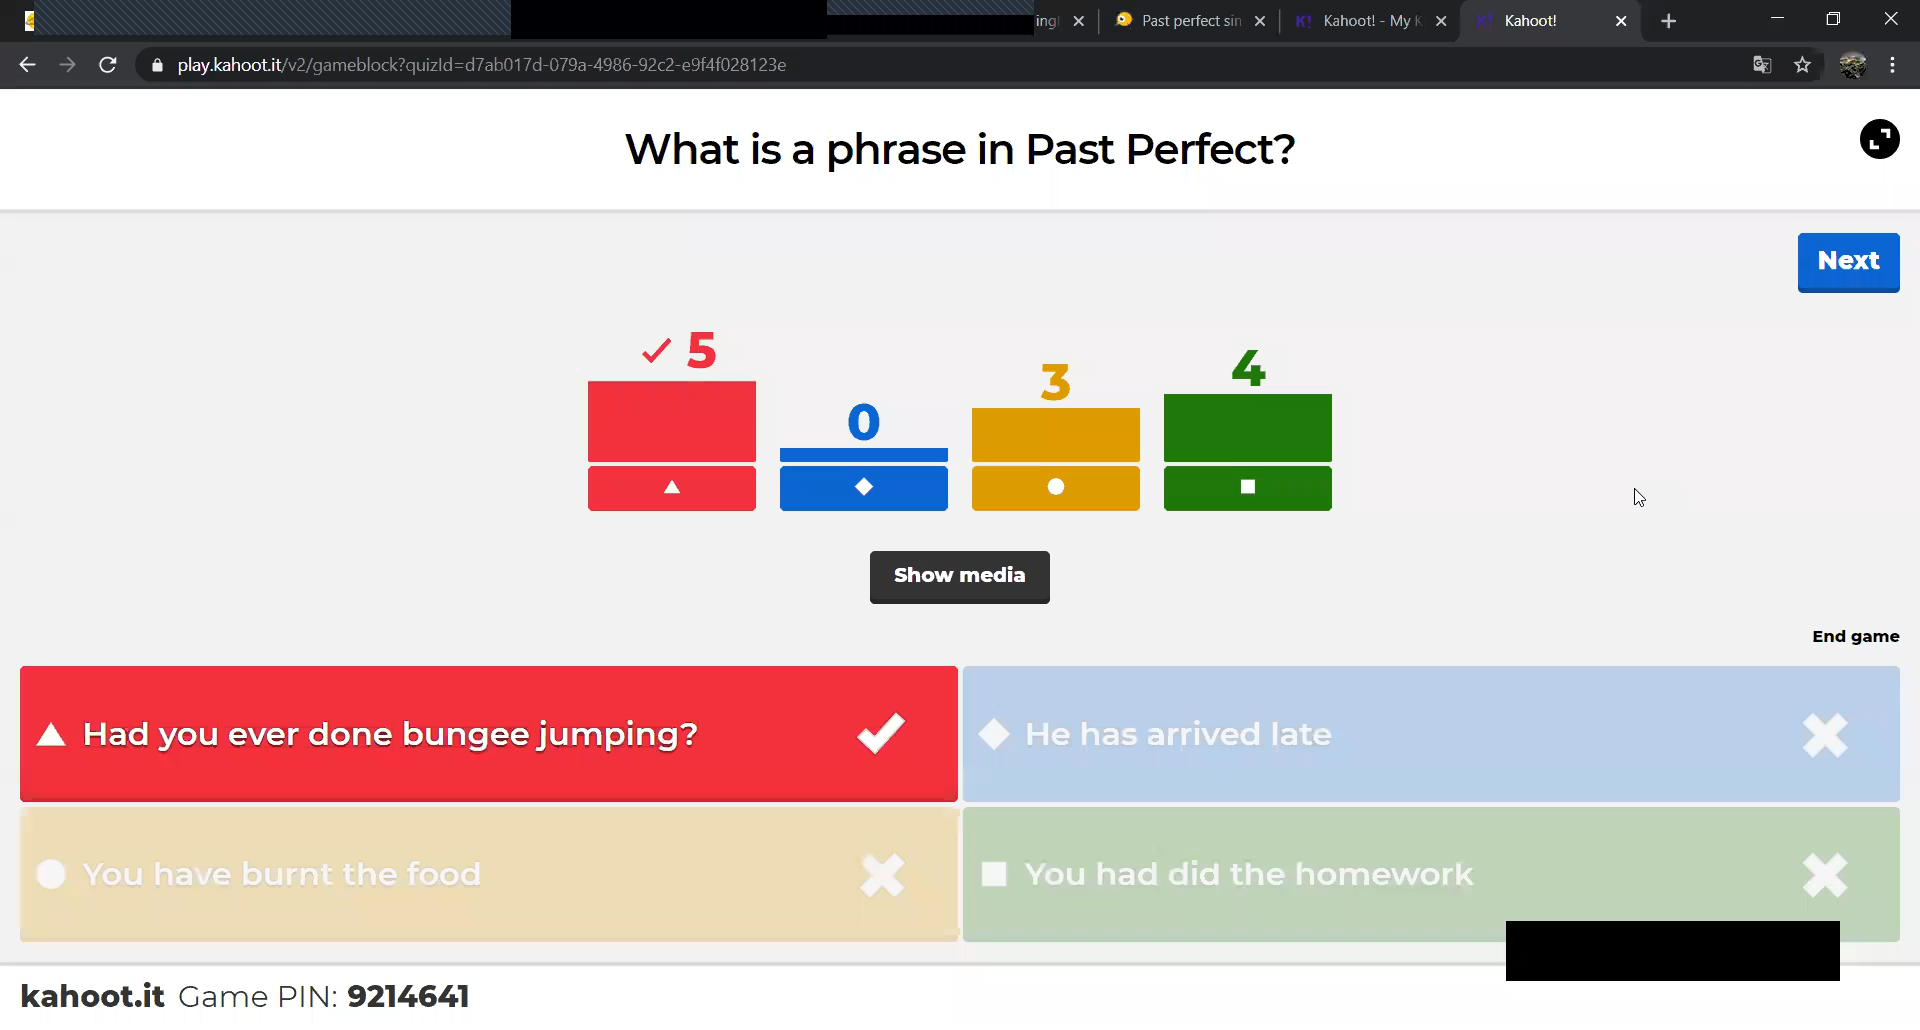 ing
Past perfect sin
K! Kahoot! - My K
K! Kahoot!
play.kahoot.it/v2/gameblock?quizId=d7ab017d-079a-4986-92c2-e9f4f028123e
What is a phrase in Past Perfect?
Next
5
0
3
4
Show media
End game
Had you ever done bungee jumping?
He has arrived late
You have burnt the food
You had did the homework
kahoot.it Game PIN: 9214641